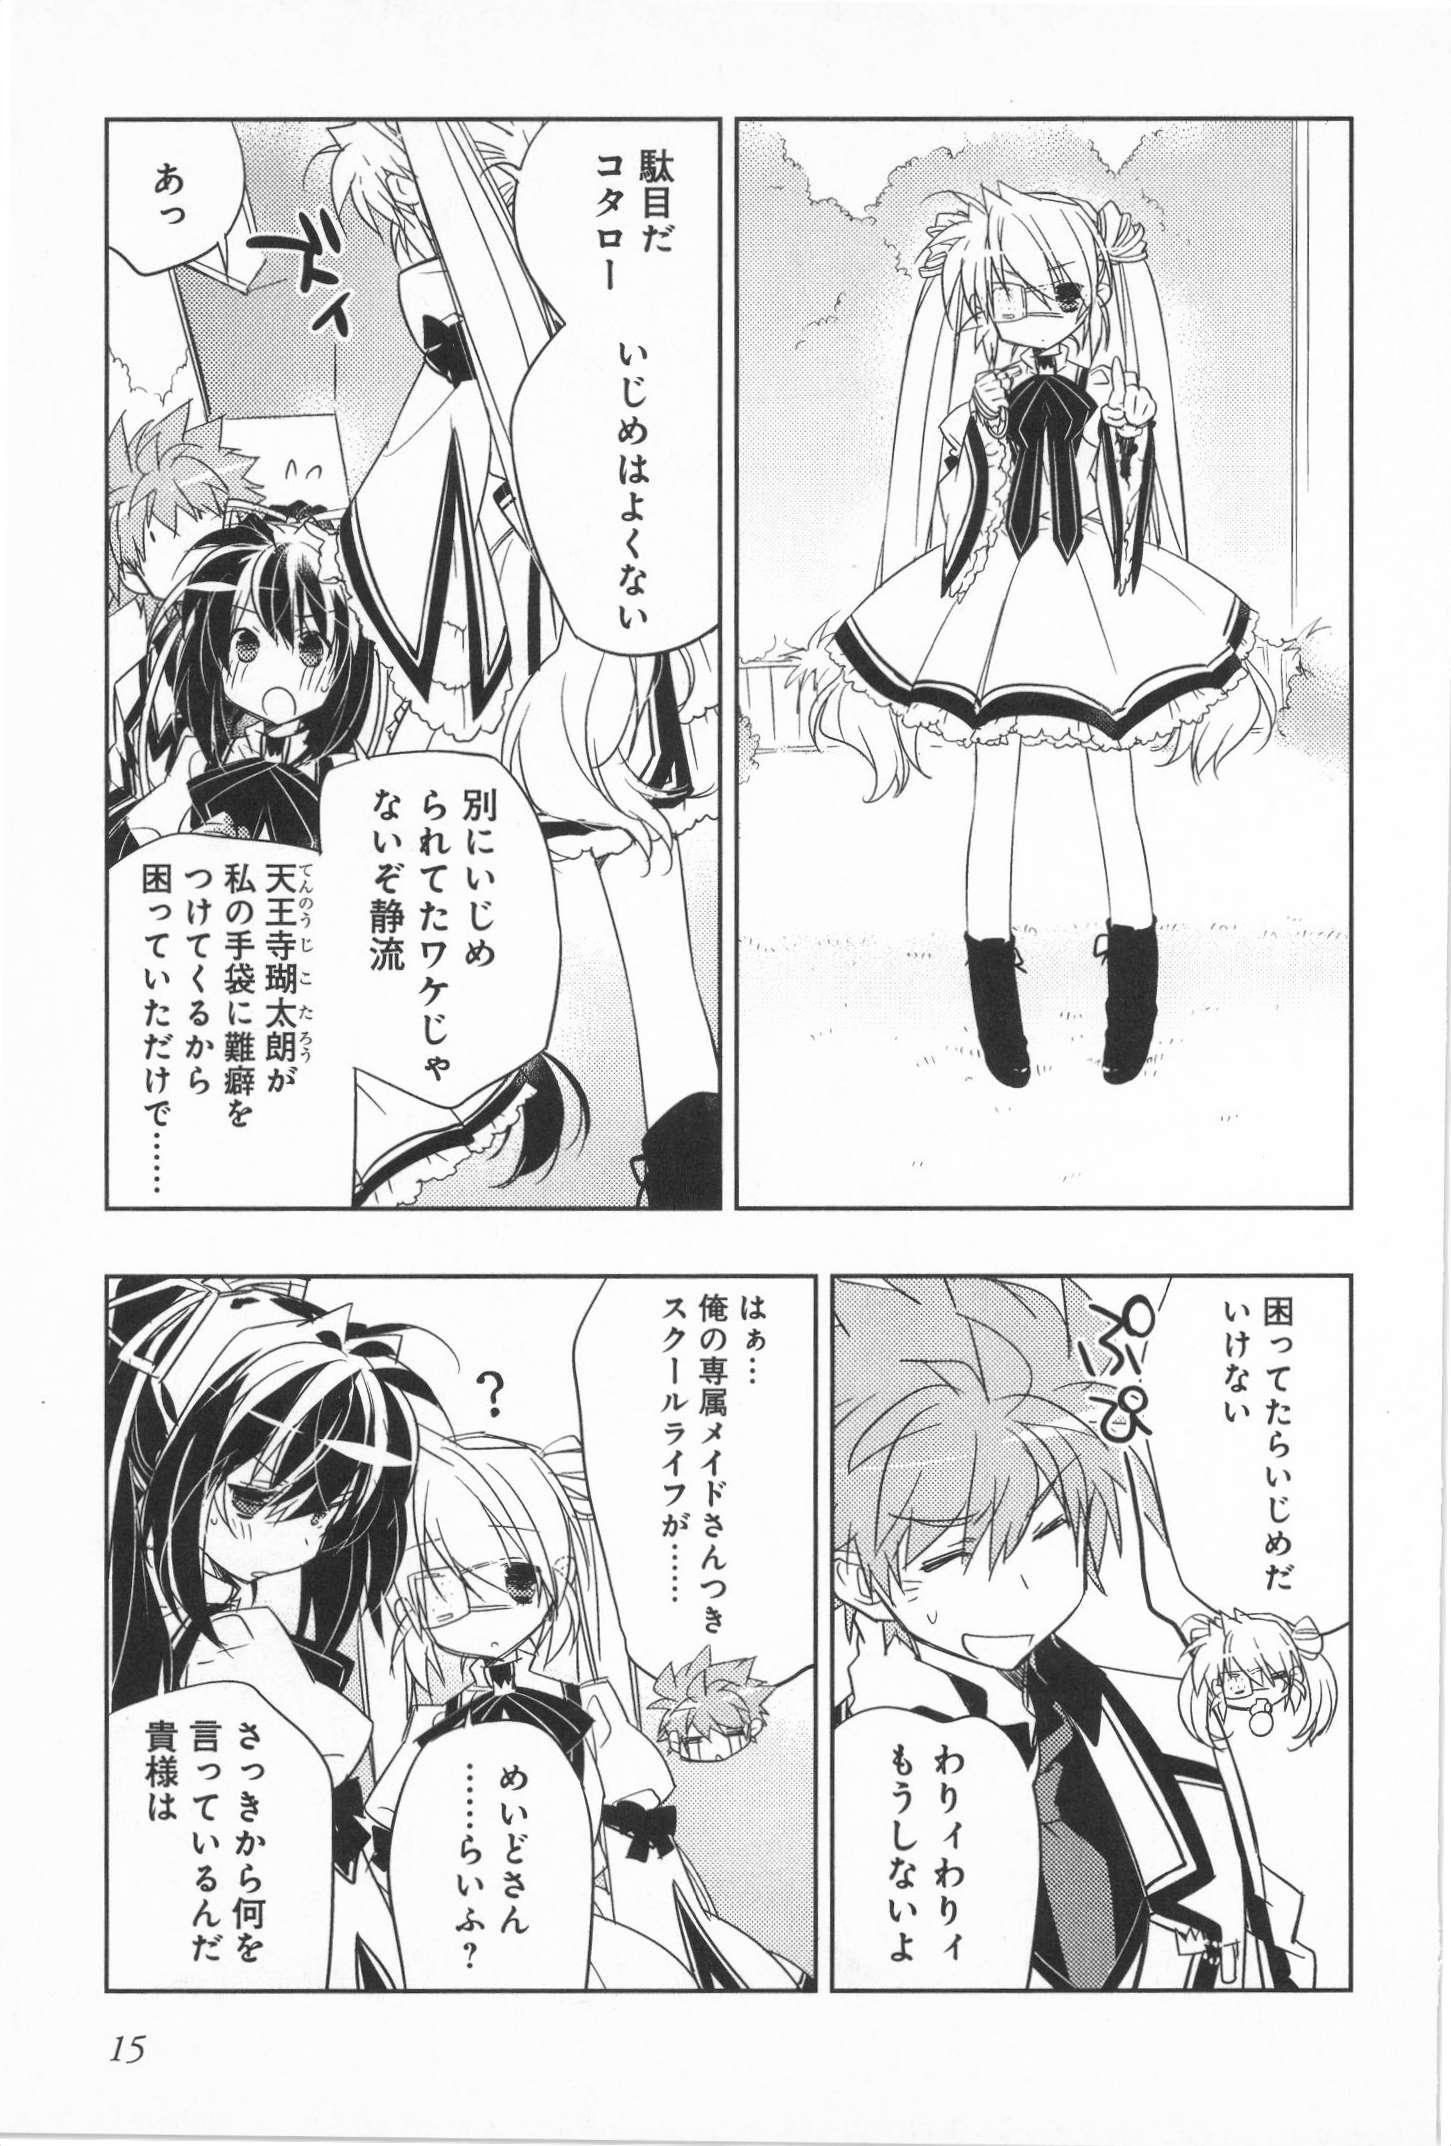 駄目だ
コタロー
いじめはよくない
ズイ
あっ
別にいじめ
られてたワケじゃ
ないぞ静流
天王寺瑚太朗が
てんのうじ こ たろう
私の手袋に難癖を
つけてくるから
困っていただけで……
困ってたらいじめだ
いけない
ぷぴ
わりィわりィ
もうしないよ
はぁ…
俺の専属メイドさんつき
スクールライフが……
?
めいどさん
……らいふ?
さっきから何を
言っているんだ
貴様は
15